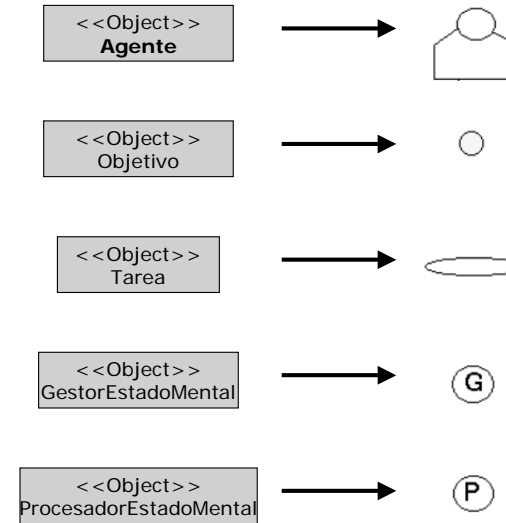 <<Object>>
Agente
<<Object>>
Objetivo
<<Object>>
Tarea
<<Object>>
GestorEstadoMental
G
<<Object>>
ProcesadorEstadoMental
P